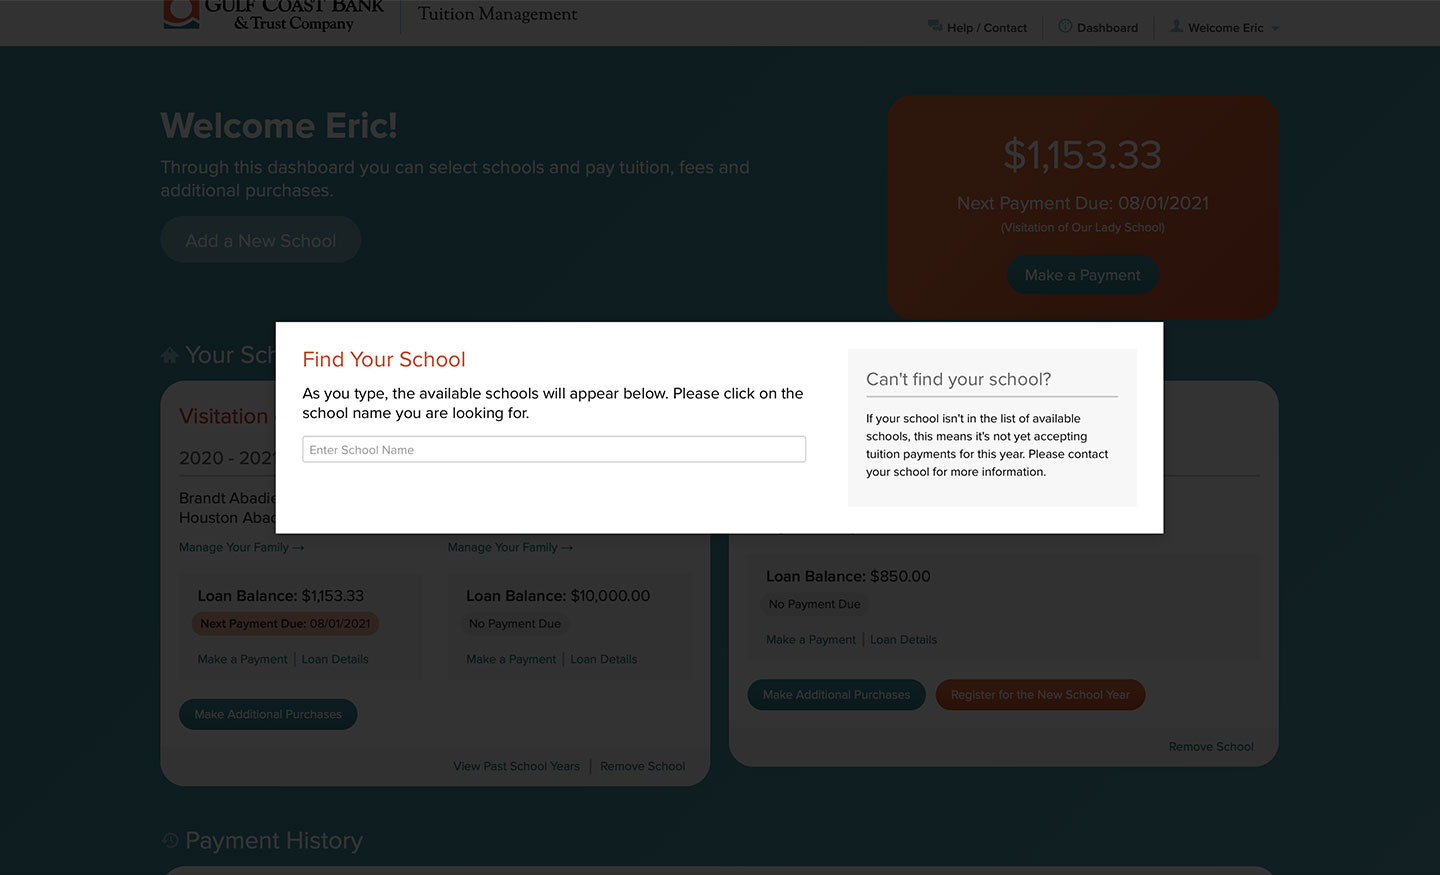 GULF COAST BANK
& Trust Company
Tuition Management
Help / Contact
Dashboard
Welcome Eric
Welcome Eric!
Through this dashboard you can select schools and pay tuition, fees and
additional purchases.
Add a New School
$1,153.33
Next Payment Due: 08/01/2021
(Visitation of Our Lady School)
Make a Payment
Your Sch
Find Your School
As you type, the available schools will appear below. Please click on the
school name you are looking for.
Enter School Name
Can't find your school?
If your school isn't in the list of available
schools, this means it's not yet accepting
tuition payments for this year. Please contact
your school for more information.
Visitation
2020 - 2021
Brandt Abadie
Houston Abad
Manage Your Family →
Manage Your Family →
Loan Balance: $1,153.33
Next Payment Due: 08/01/2021
Make a Payment | Loan Details
Loan Balance: $10,000.00
No Payment Due
Make a Payment | Loan Details
Make Additional Purchases
View Past School Years | Remove School
Loan Balance: $850.00
No Payment Due
Make a Payment | Loan Details
Make Additional Purchases
Register for the New School Year
Remove School
Payment History